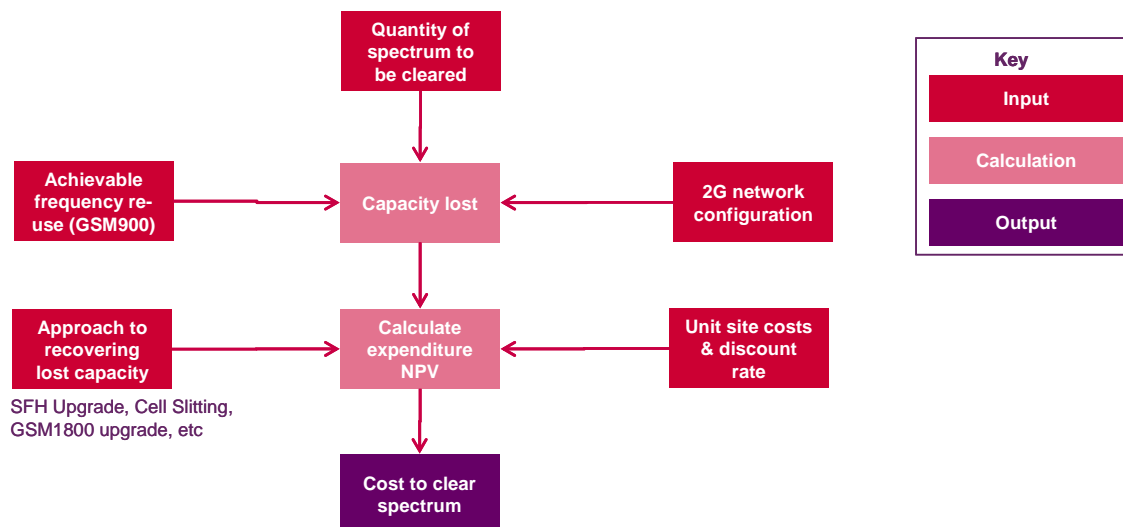 Quantity of
spectrum to
be cleared
Key
Input
Calculation
Output
Achievable
frequency re-
use (GSM900)
Capacity lost
2G network
configuration
Approach to
recovering
lost capacity
Calculate
expenditure
NPV
Unit site costs
& discount
rate
SFH Upgrade, Cell Slitting,
GSM1800 upgrade, etc
Cost to clear
spectrum